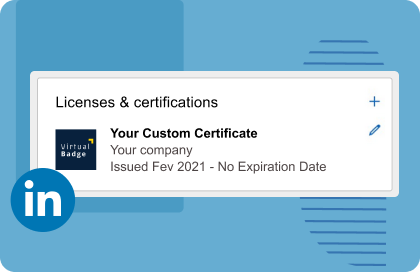 Licenses & certifications
Virtual
Badge
Your Custom Certificate
Your company
Issued Fev 2021 - No Expiration Date
in